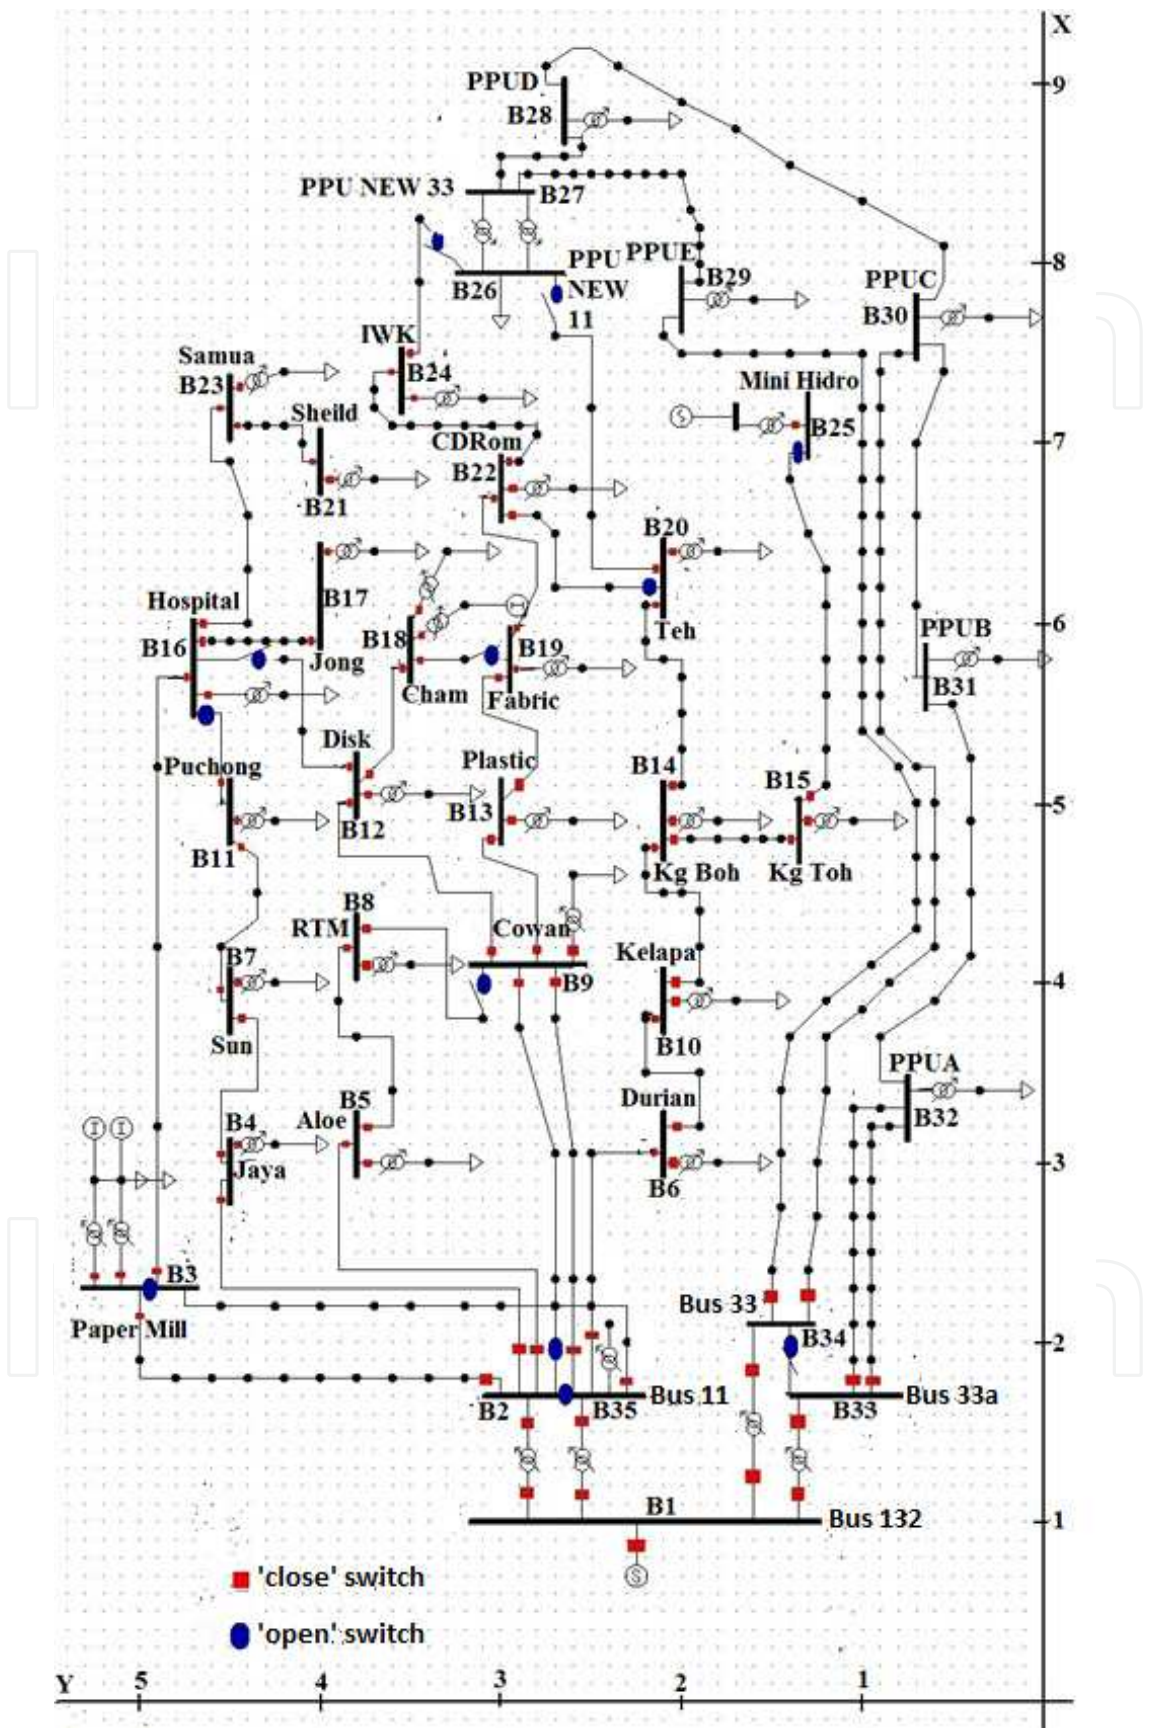 X
9
PPUD
B28
PPU NEW 33
B27
8
PPU
NEW
11
B26
PPUE
B29
PPUC
B30
IWK
B24
Samua
B23
Mini Hidro
S
B25
Sheild
7
CDRom
B22
B21
B20
Teh
Hospital
B16
B17
Jong
6
I
B18
Cham
B19
Fabric
PPUB
B31
Puchong
B11
Disk
B12
Plastic
B13
B14
Kg Boh
B15
Kg Toh
5
B8
RTM
Cowan
B9
B7
Sun
Kelapa
B10
4
PPUA
B32
Durian
B6
B5
Aloe
I
I
B4
Jaya
3
B3
Paper Mill
Bus 33
B34
2
B2
B35
Bus 11
B33
Bus 33a
B1
Bus 132
1
S
'close' switch
'open' switch
Y
5
4
3
2
1